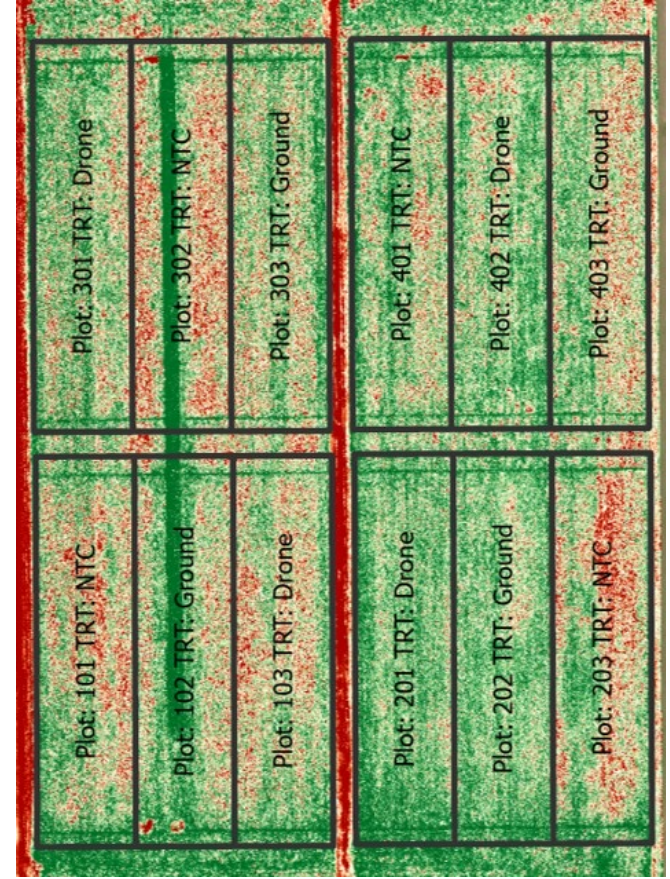 Plot: 301 TRT: Drone
Plot: 302 TRT: NTC
Plot: 303 TRT: Ground
Plot: 401 TRT: NTC
Plot: 402 TRT: Drone
Plot: 403 TRT: Ground
Plot: 101 TRT: NTC
Plot: 102 TRT: Ground
Plot: 103 TRT: Drone
Plot: 201 TRT: Drone
Plot: 202 TRT: Ground
Plot: 203 TRT: NTC